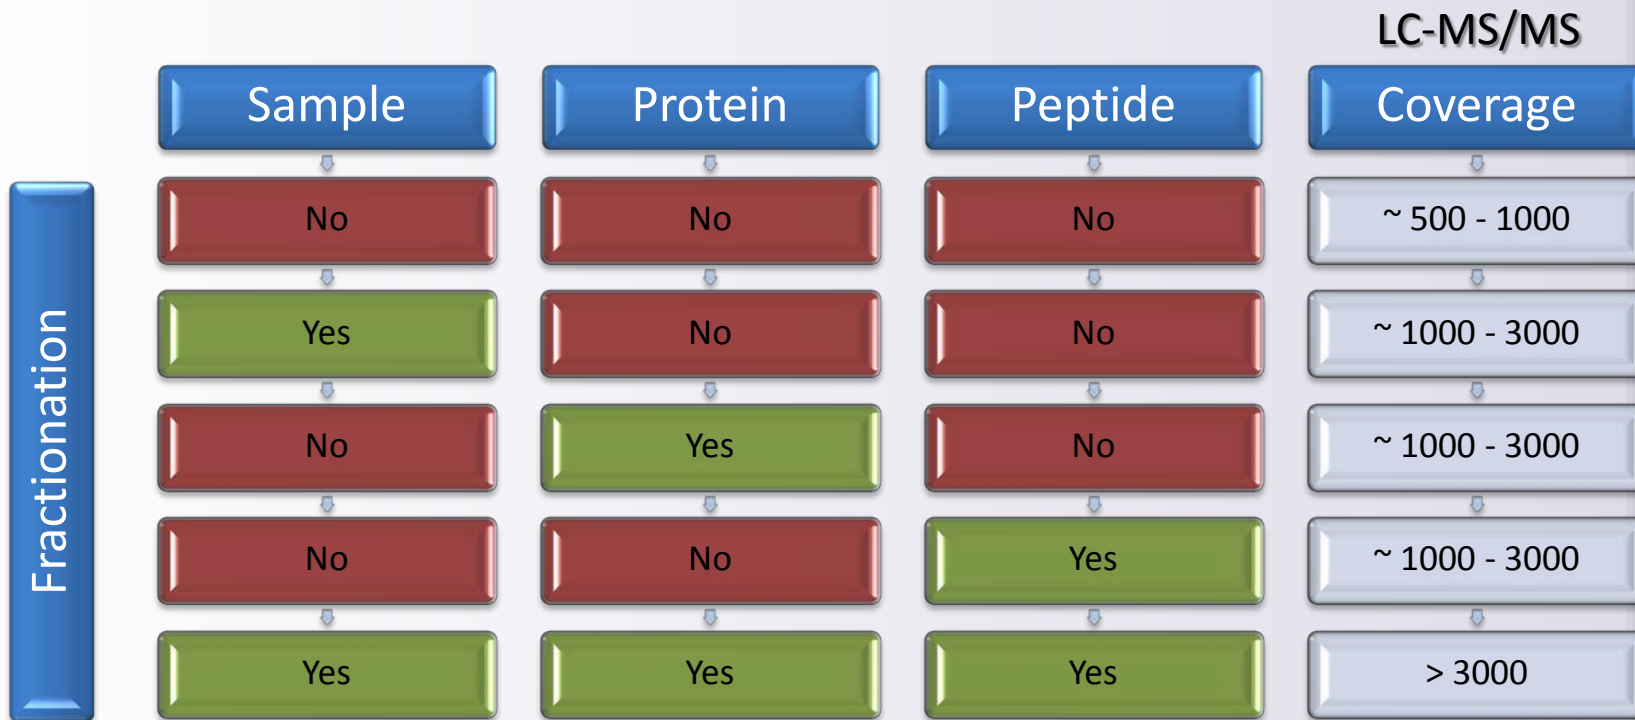 LC-MS/MS
Sample Protein Peptide Coverage
Fractionation
No No No ~ 500 - 1000
Yes No No ~ 1000 - 3000
No Yes No ~ 1000 - 3000
No No Yes ~ 1000 - 3000
Yes Yes Yes > 3000